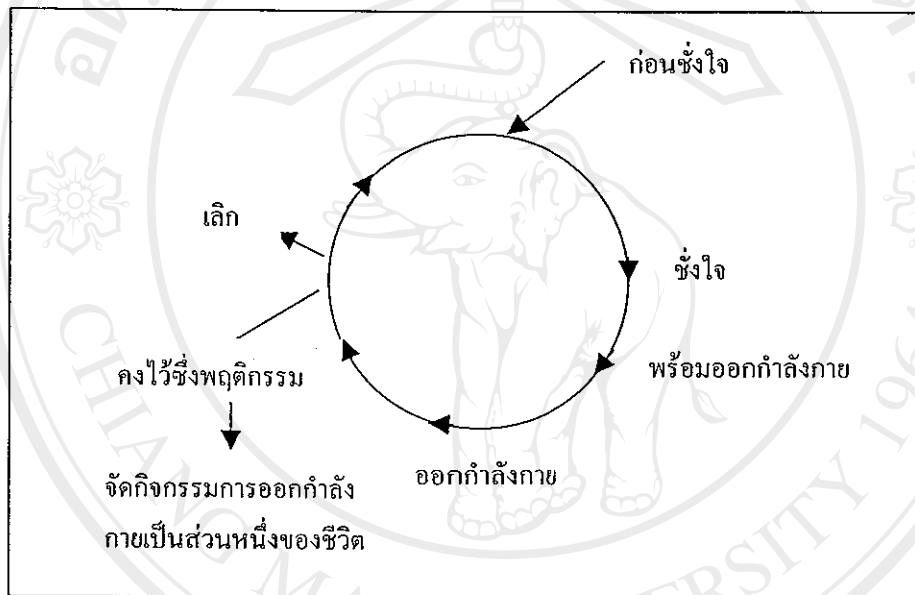 ก่อนชั่งใจ
ชั่งใจ
พร้อมออกกำลังกาย
ออกกำลังกาย
เลิก
คงไว้ซึ่งพฤติกรรม
จัดกิจกรรมการออกกำลัง
กายเป็นส่วนหนึ่งของชีวิต
CHIANG MAI UNIVERSITY 1964